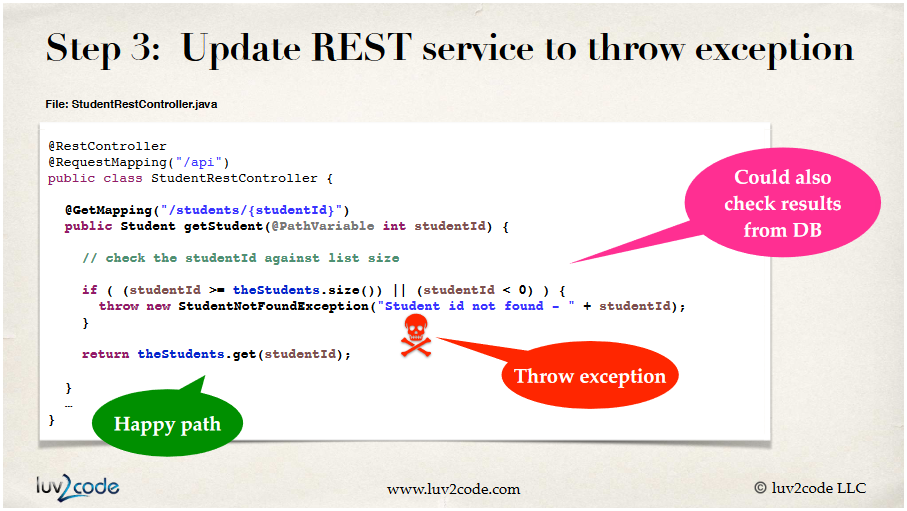 Step 3: Update REST service to throw exception
File: StudentRestController.java
@RestController
@RequestMapping("/api")
public class StudentRestController {
@GetMapping("/students/{studentId}")
public Student getStudent(@PathVariable int studentId) {
// check the studentId against list size
if ( (studentId >= theStudents.size()) || (studentId < 0) ) {
throw new StudentNotFoundException("Student id not found - " + studentId);
}
return theStudents.get(studentId);
}
…
}
Could also
check results
from DB
Throw exception
Happy path
luv2code
www.luv2code.com
© luv2code LLC